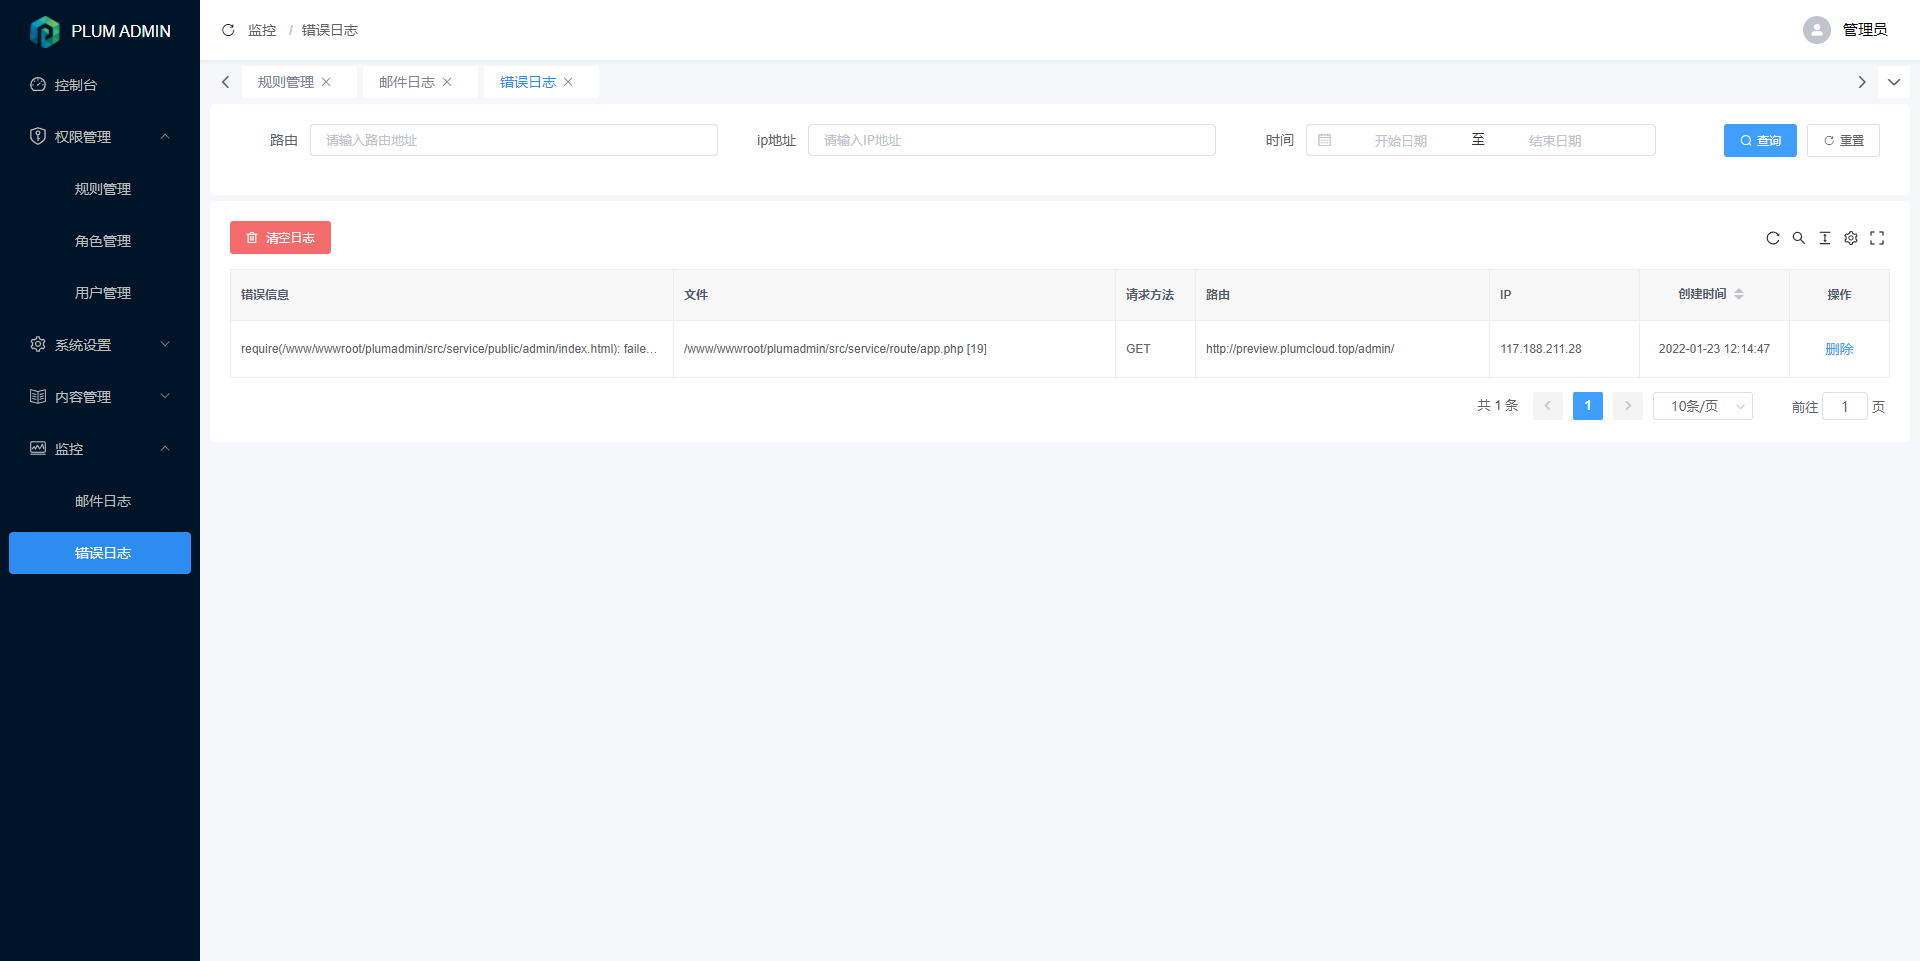 PLUM ADMIN
监控 / 错误日志
管理员
控制台
权限管理
规则管理
角色管理
用户管理
系统设置
内容管理
监控
邮件日志
错误日志
规则管理 邮件日志 错误日志
路由 请输入路由地址 ip地址 请输入IP地址 时间 开始日期 至 结束日期 查询 重置
清空日志
错误信息 文件 请求方法 路由 IP 创建时间 操作
require(/www/wwwroot/plumadmin/src/service/public/admin/index.html): faile… /www/wwwroot/plumadmin/src/service/route/app.php [19] GET http://preview.plumcloud.top/admin/ 117.188.211.28 2022-01-23 12:14:47 删除
共 1 条 1 10条/页 前往 1 页